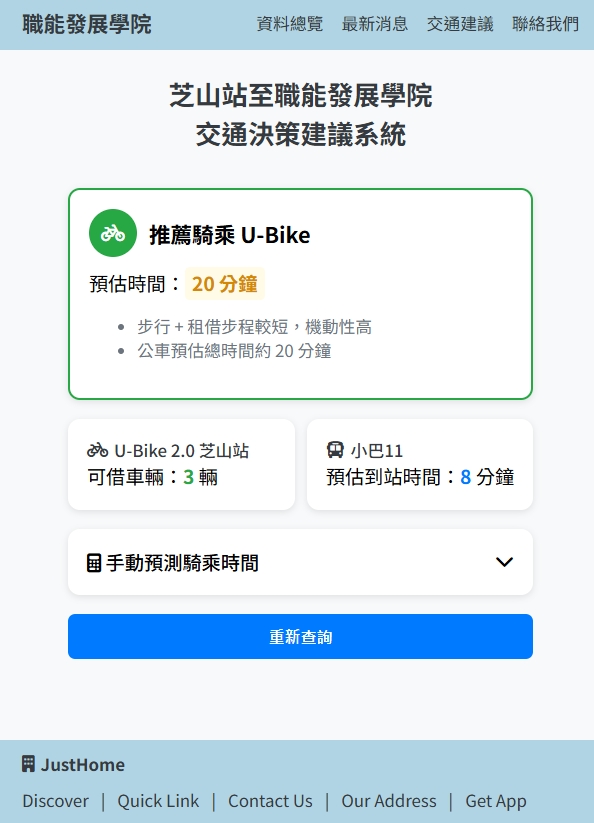 職能發展學院
資料總覽 最新消息 交通建議 聯絡我們
芝山站至職能發展學院
交通決策建議系統
推薦騎乘 U-Bike
預估時間：20 分鐘
步行 + 租借步程較短，機動性高
公車預估總時間約 20 分鐘
U-Bike 2.0 芝山站
可借車輛：3 輛
小巴11
預估到站時間：8 分鐘
手動預測騎乘時間
重新查詢
JustHome
Discover | Quick Link | Contact Us | Our Address | Get App